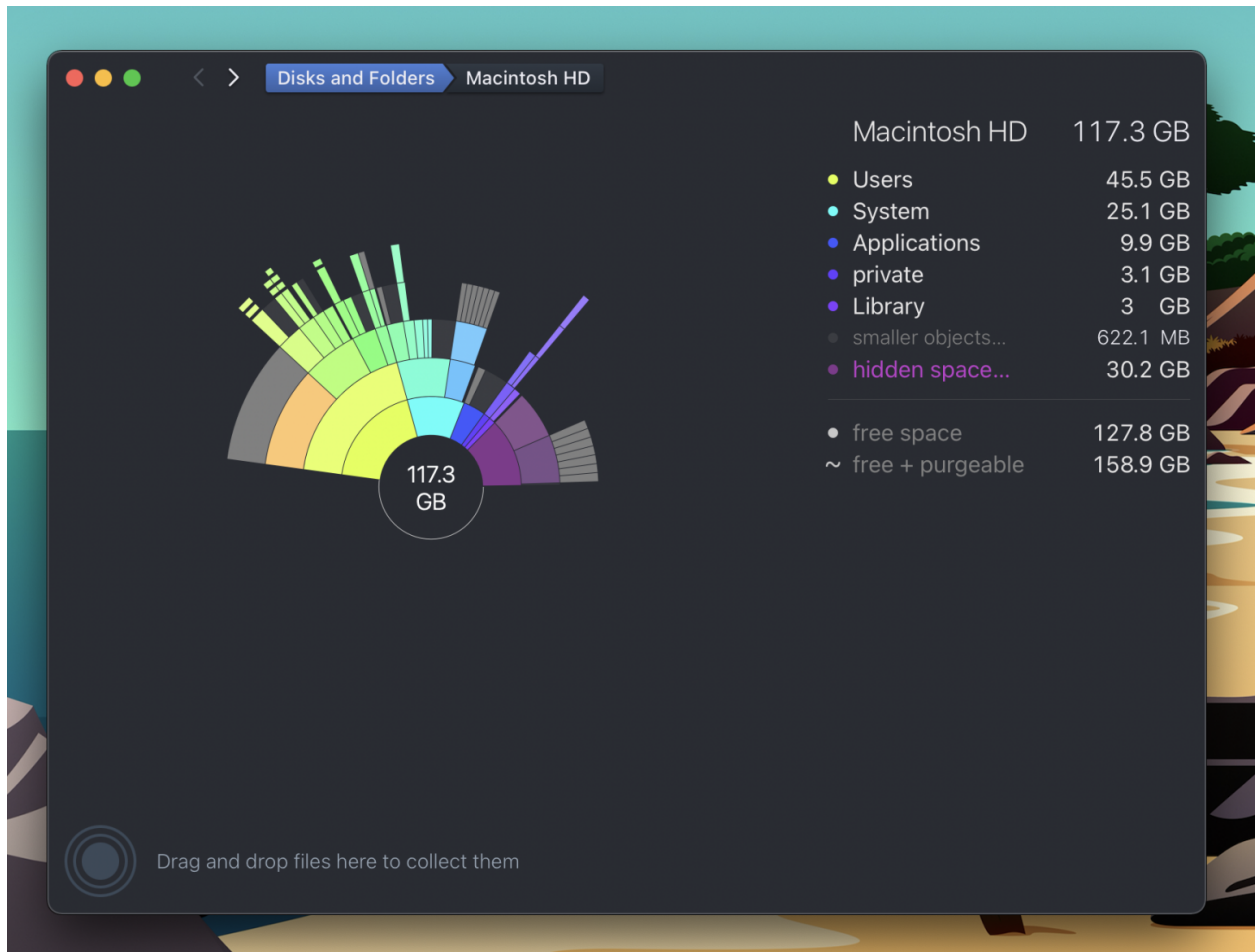 Disks and Folders Macintosh HD
Macintosh HD 117.3 GB
Users 45.5 GB
System 25.1 GB
Applications 9.9 GB
private 3.1 GB
Library 3 GB
smaller objects... 622.1 MB
hidden space... 30.2 GB
free space 127.8 GB
~ free + purgeable 158.9 GB
117.3
GB
Drag and drop files here to collect them